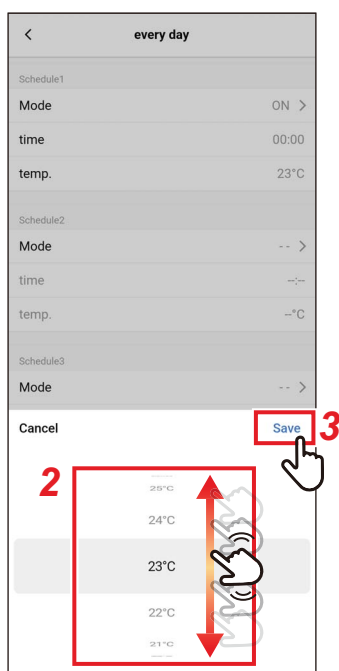 every day
Schedule1
Mode ON >
time 00:00
temp. 23°C
Schedule2
Mode - - >
time --:--
temp. --°C
Schedule3
Mode - - >
Cancel Save 3
2
25°C
24°C
23°C
22°C
21°C